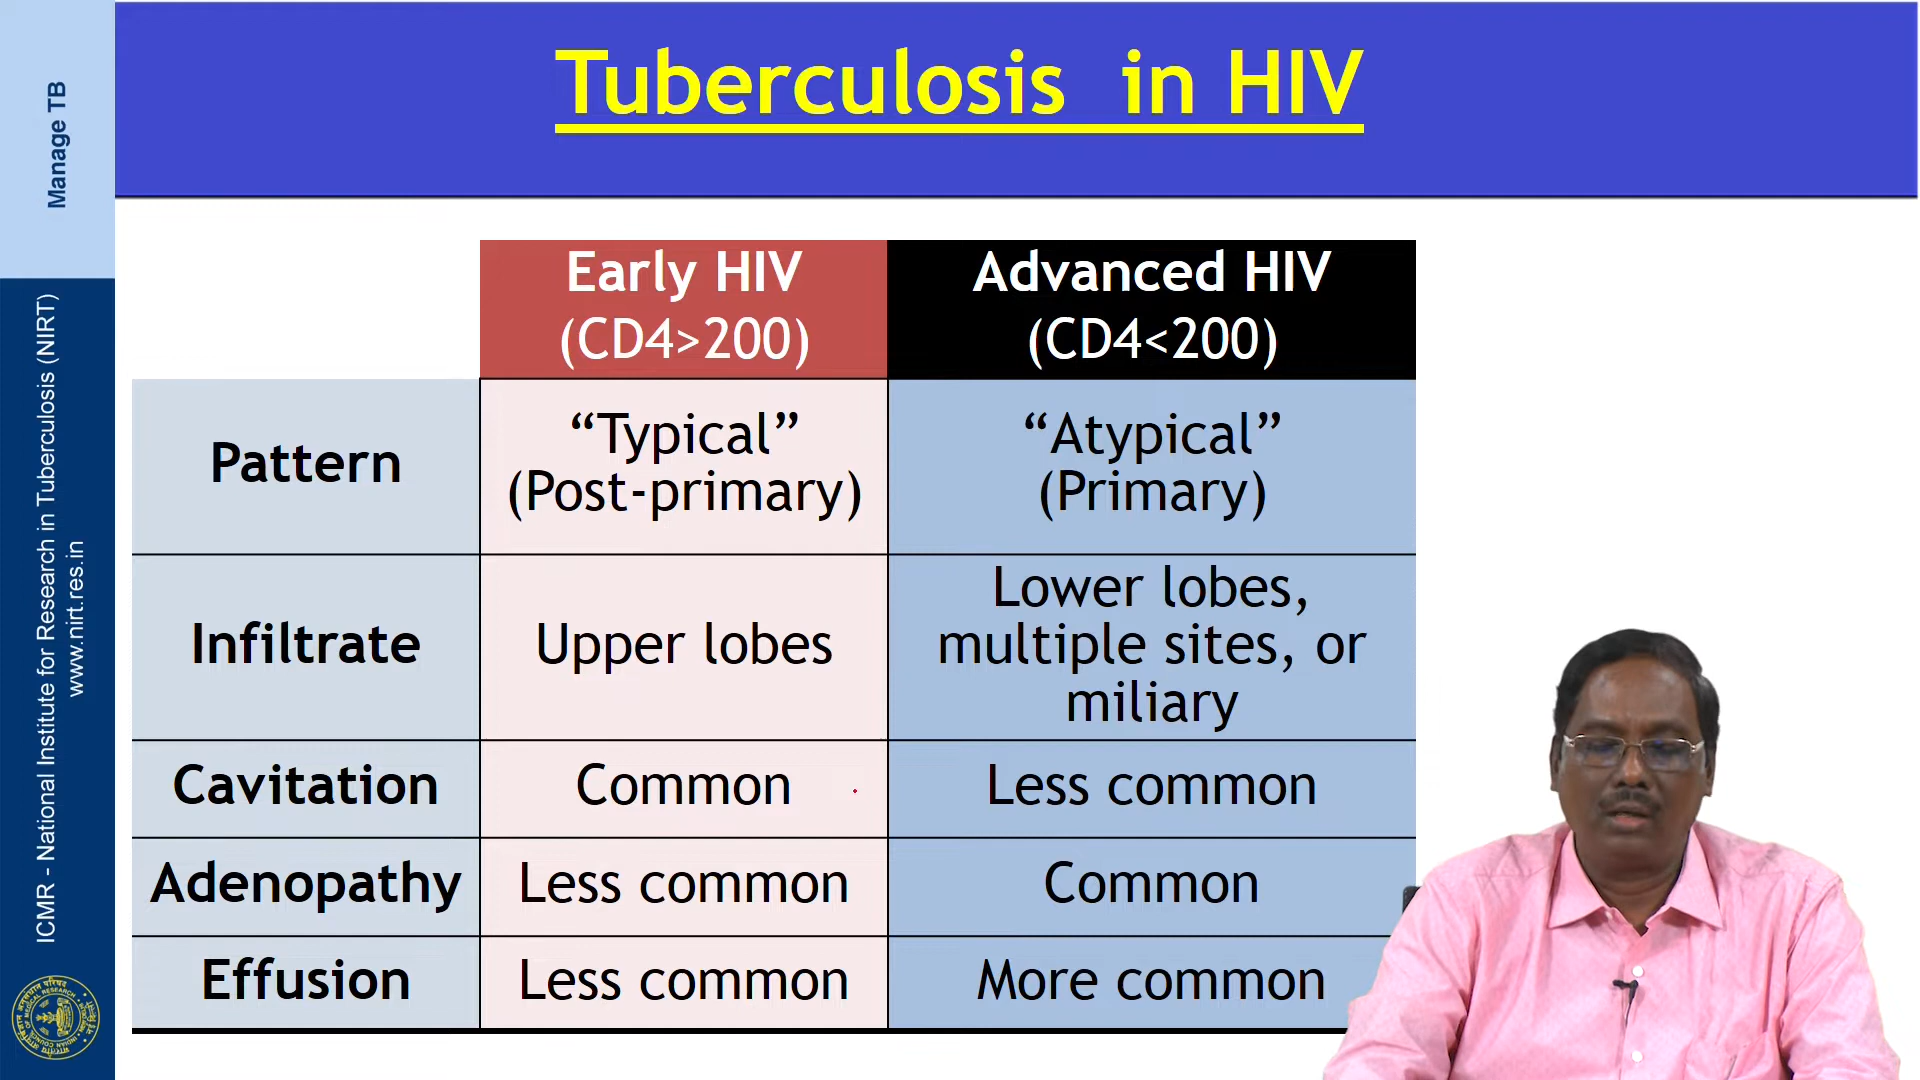 Manage TB
ICMR - National Institute for Research in Tuberculosis (NIRT)
www.nirt.res.in
Tuberculosis in HIV
Early HIV
(CD4>200)
Advanced HIV
(CD4<200)
Pattern
“Typical”
(Post-primary)
“Atypical”
(Primary)
Infiltrate
Upper lobes
Lower lobes,
multiple sites, or
miliary
Cavitation
Common
Less common
Adenopathy
Less common
Common
Effusion
Less common
More common